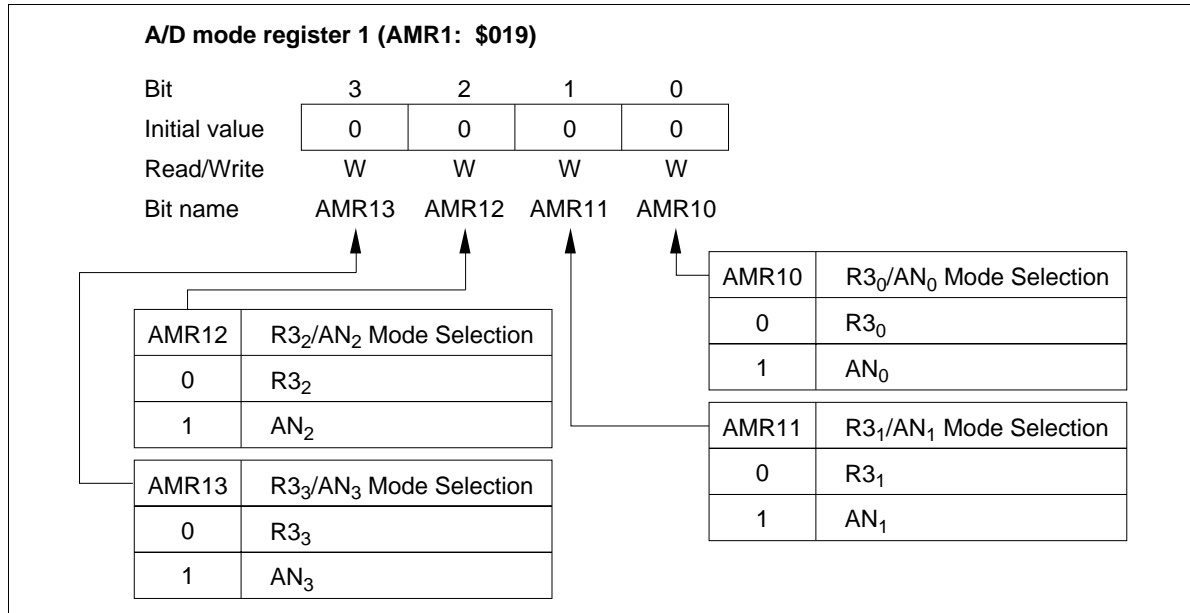 A/D mode register 1 (AMR1: $019)
Bit 3 2 1 0
Initial value 0 0 0 0
Read/Write W W W W
Bit name AMR13 AMR12 AMR11 AMR10
AMR10 R3₀/AN₀ Mode Selection
0 R3₀
1 AN₀
AMR12 R3₂/AN₂ Mode Selection
0 R3₂
1 AN₂
AMR11 R3₁/AN₁ Mode Selection
0 R3₁
1 AN₁
AMR13 R3₃/AN₃ Mode Selection
0 R3₃
1 AN₃